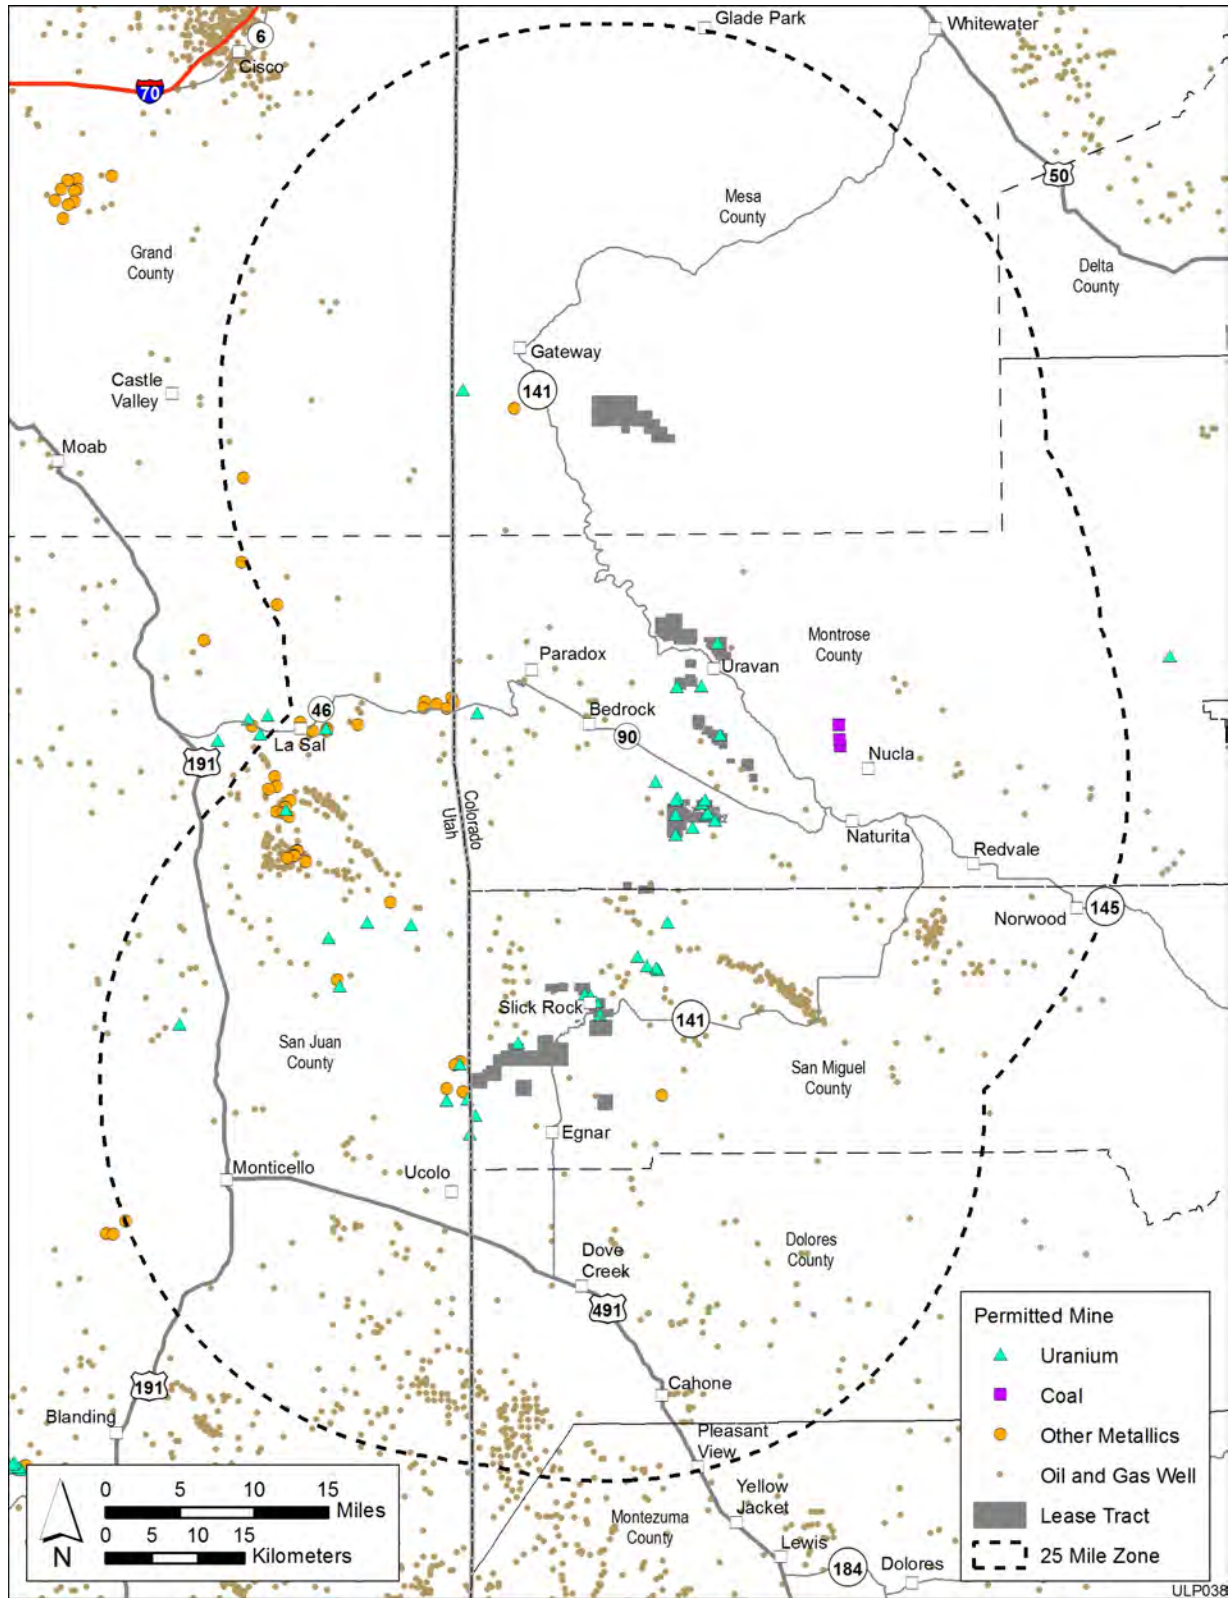 Glade Park
Whitewater
6
Cisco
70
50
Mesa
County
Grand
County
Delta
County
Gateway
141
Castle
Valley
Moab
Montrose
County
Paradox
Uravan
46
Bedrock
90
La Sal
191
Nucla
Colorado
Utah
Naturita
Redvale
Norwood
145
Slick Rock
141
San Juan
County
San Miguel
County
Egnar
Monticello
Ucolo
Dolores
County
Dove
Creek
491
191
Cahone
Blanding
Pleasant
View
Yellow
Jacket
Montezuma
County
Lewis
184
Dolores
Permitted Mine
Uranium
Coal
Other Metallics
Oil and Gas Well
Lease Tract
25 Mile Zone
N
0 5 10 15
Miles
0 5 10 15
Kilometers
ULP038